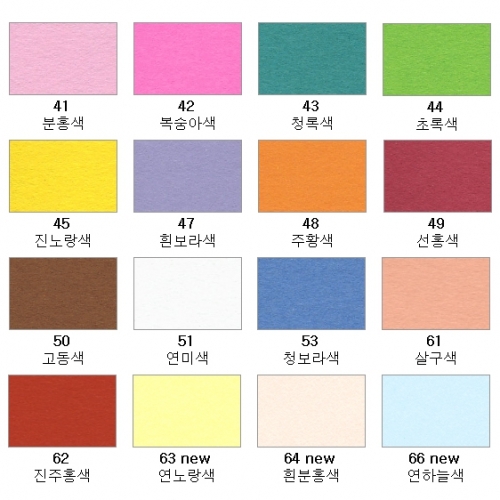 41 42 43 44
분홍색 복숭아색 청록색 초록색
45 47 48 49
진노랑색 흰보라색 주황색 선홍색
50 51 53 61
고동색 연미색 청보라색 살구색
62 63 new 64 new 66 new
진주홍색 연노랑색 흰분홍색 연하늘색